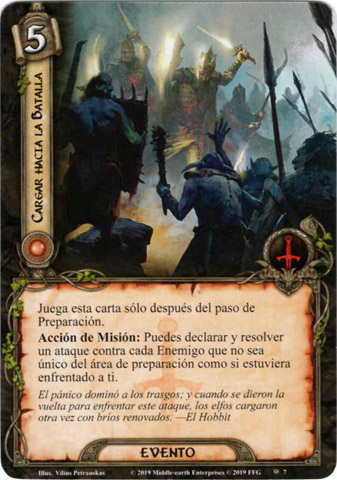 5
Cargar hacia la Batalla
Juega esta carta sólo después del paso de
Preparación.
Acción de Misión: Puedes declarar y resolver
un ataque contra cada Enemigo que no sea
único del área de preparación como si estuviera
enfrentado a ti.
El pánico dominó a los trasgos; y cuando se dieron la
vuelta para enfrentar este ataque, los elfos cargaron
otra vez con bríos renovados. —El Hobbit
EVENTO
Illus. Vilius Petrauskas © 2019 Middle-earth Enterprises © 2019 FFG 7